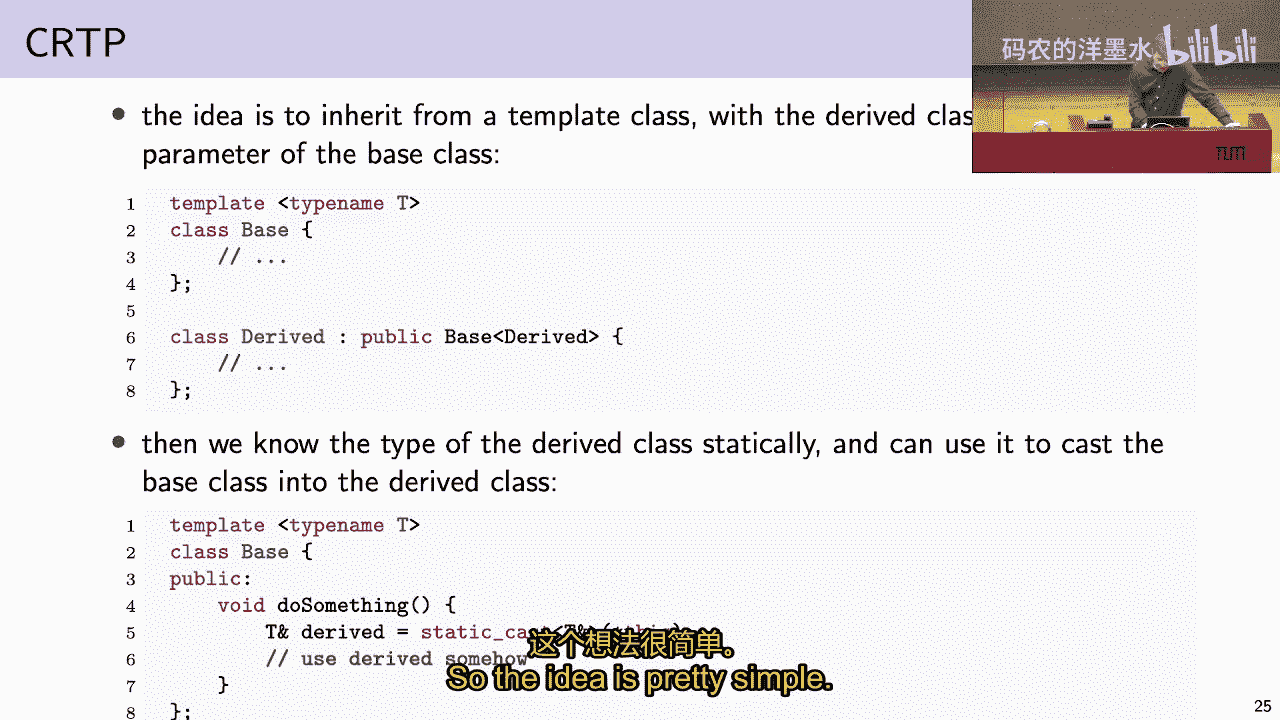 CRTP
码农的洋墨水 bilibili
TUM
• the idea is to inherit from a template class, with the derived
parameter of the base class:
1 template <typename T>
2 class Base {
3 // ...
4 };
5
6 class Derived : public Base<Derived> {
7 // ...
8 };
• then we know the type of the derived class statically, and can use it to cast the
base class into the derived class:
1 template <typename T>
2 class Base {
3 public:
4 void doSomething() {
5 T& derived =
6 // use derived somehow
7 }
8 };
这个想法很简单。
So the idea is pretty simple.
25